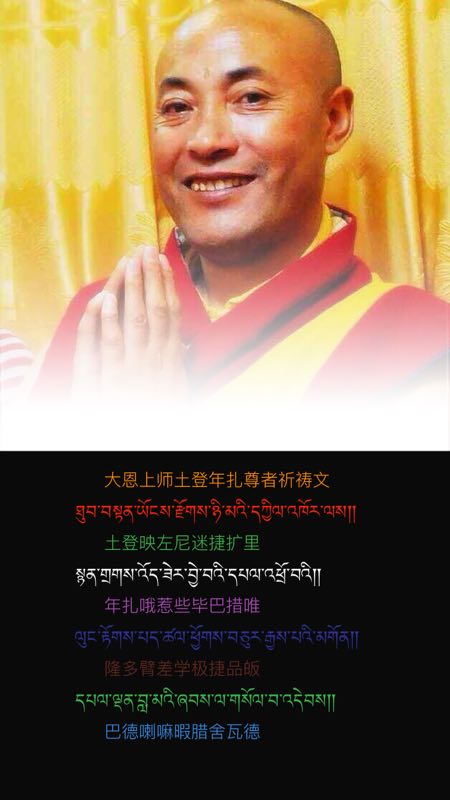 大恩上师土登年扎尊者祈祷文
ཐུབ་བསྟན་ཡོངས་རྫོགས་ཉི་མའི་དཀྱིལ་འཁོར་ལས།།
土登映左尼迷捷扩里
སྙན་གྲགས་འོད་ཟེར་བྱེ་བའི་དཔལ་འཕྲོ་བའི།།
年扎哦惹些毕巴措唯
ལུང་རྟོགས་པད་ཚལ་ཕྱོགས་བཅུར་རྒྱས་པའི་མགོན།།
隆多臂差学极捷品皈
དཔལ་ལྡན་བླ་མའི་ཞབས་ལ་གསོལ་བ་འདེབས།།
巴德喇嘛暇腊舍瓦德